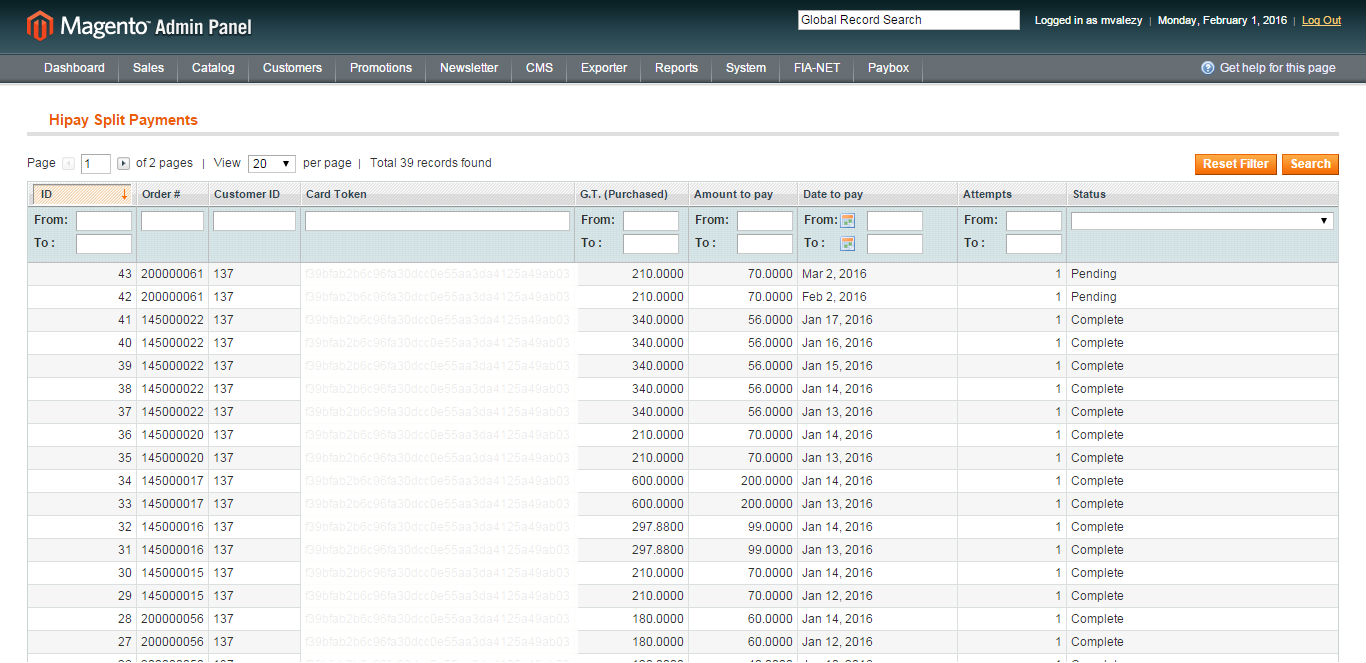 Magento™ Admin Panel Global Record Search Logged in as mvalezy | Monday, February 1, 2016 | Log Out
Dashboard Sales Catalog Customers Promotions Newsletter CMS Exporter Reports System FIA-NET Paybox Get help for this page
Hipay Split Payments
Page 1 of 2 pages | View 20 per page | Total 39 records found Reset Filter Search
ID Order # Customer ID Card Token G.T. (Purchased) Amount to pay Date to pay Attempts Status
From: From: From: From: From:
To : To : To : To : To :
43 200000061 137 f39bfab2b6c96fa30dcc0e55aa3da4125a49ab03 210.0000 70.0000 Mar 2, 2016 1 Pending
42 200000061 137 f39bfab2b6c96fa30dcc0e55aa3da4125a49ab03 210.0000 70.0000 Feb 2, 2016 1 Pending
41 145000022 137 f39bfab2b6c96fa30dcc0e55aa3da4125a49ab03 340.0000 56.0000 Jan 17, 2016 1 Complete
40 145000022 137 f39bfab2b6c96fa30dcc0e55aa3da4125a49ab03 340.0000 56.0000 Jan 16, 2016 1 Complete
39 145000022 137 f39bfab2b6c96fa30dcc0e55aa3da4125a49ab03 340.0000 56.0000 Jan 15, 2016 1 Complete
38 145000022 137 f39bfab2b6c96fa30dcc0e55aa3da4125a49ab03 340.0000 56.0000 Jan 14, 2016 1 Complete
37 145000022 137 f39bfab2b6c96fa30dcc0e55aa3da4125a49ab03 340.0000 56.0000 Jan 13, 2016 1 Complete
36 145000020 137 f39bfab2b6c96fa30dcc0e55aa3da4125a49ab03 210.0000 70.0000 Jan 14, 2016 1 Complete
35 145000020 137 f39bfab2b6c96fa30dcc0e55aa3da4125a49ab03 210.0000 70.0000 Jan 13, 2016 1 Complete
34 145000017 137 f39bfab2b6c96fa30dcc0e55aa3da4125a49ab03 600.0000 200.0000 Jan 14, 2016 1 Complete
33 145000017 137 f39bfab2b6c96fa30dcc0e55aa3da4125a49ab03 600.0000 200.0000 Jan 13, 2016 1 Complete
32 145000016 137 f39bfab2b6c96fa30dcc0e55aa3da4125a49ab03 297.8800 99.0000 Jan 14, 2016 1 Complete
31 145000016 137 f39bfab2b6c96fa30dcc0e55aa3da4125a49ab03 297.8800 99.0000 Jan 13, 2016 1 Complete
30 145000015 137 f39bfab2b6c96fa30dcc0e55aa3da4125a49ab03 210.0000 70.0000 Jan 14, 2016 1 Complete
29 145000015 137 f39bfab2b6c96fa30dcc0e55aa3da4125a49ab03 210.0000 70.0000 Jan 12, 2016 1 Complete
28 200000056 137 f39bfab2b6c96fa30dcc0e55aa3da4125a49ab03 180.0000 60.0000 Jan 14, 2016 1 Complete
27 200000056 137 f39bfab2b6c96fa30dcc0e55aa3da4125a49ab03 180.0000 60.0000 Jan 12, 2016 1 Complete